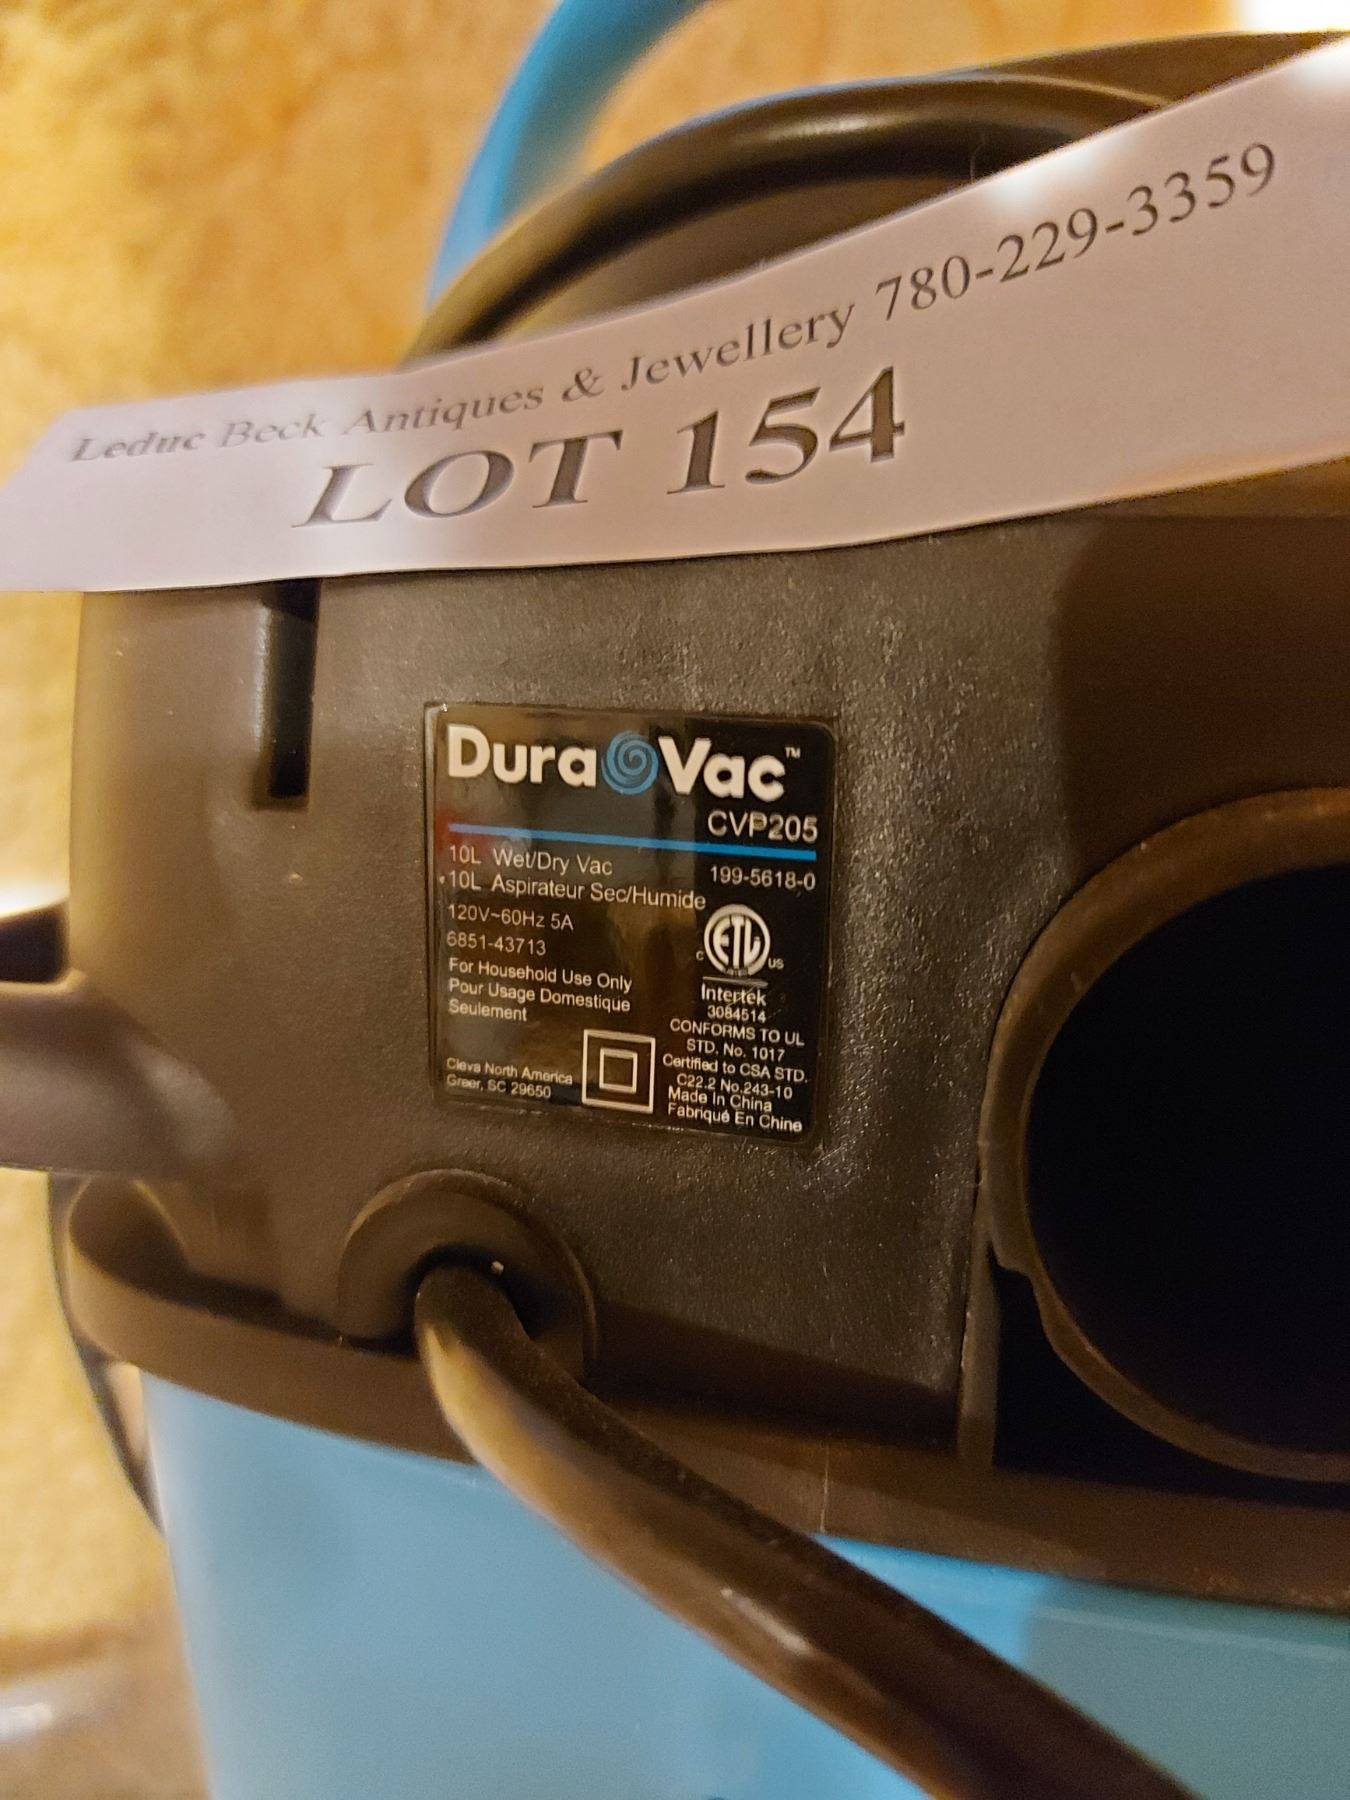 Leduc Beck Antiques & Jewellery 780-229-3359
LOT 154
Dura Vac™
CVP205
10L Wet/Dry Vac
199-5618-0
10L Aspirateur Sec/Humide
120V~60Hz 5A
6851-43713
For Household Use Only
Pour Usage Domestique
Seulement
Cleva North America
Greer, SC 29650
C ETL US
Intertek
3084514
CONFORMS TO UL
STD. No. 1017
Certified to CSA STD.
C22.2 No.243-10
Made In China
Fabriqué En Chine